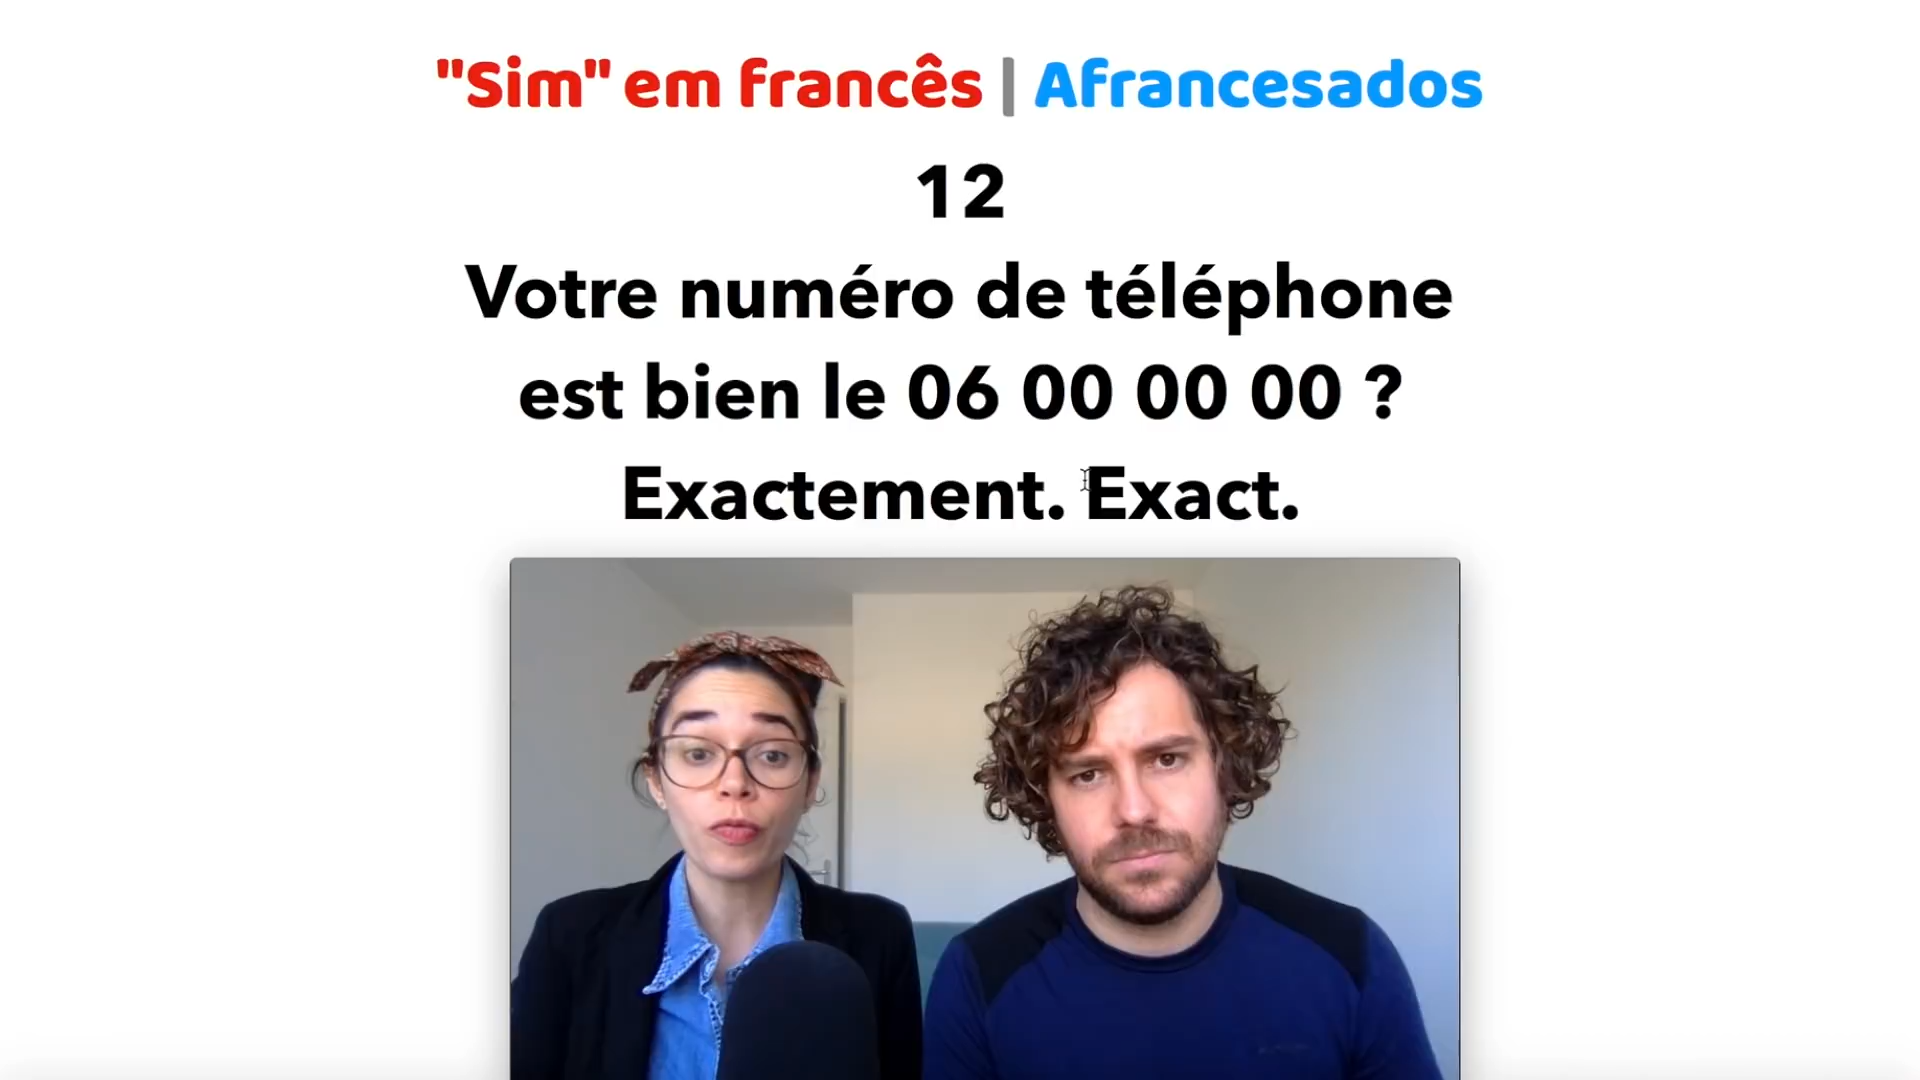 "Sim" em francês | Afrancesados
12
Votre numéro de téléphone
est bien le 06 00 00 00 ?
Exactement. Exact.